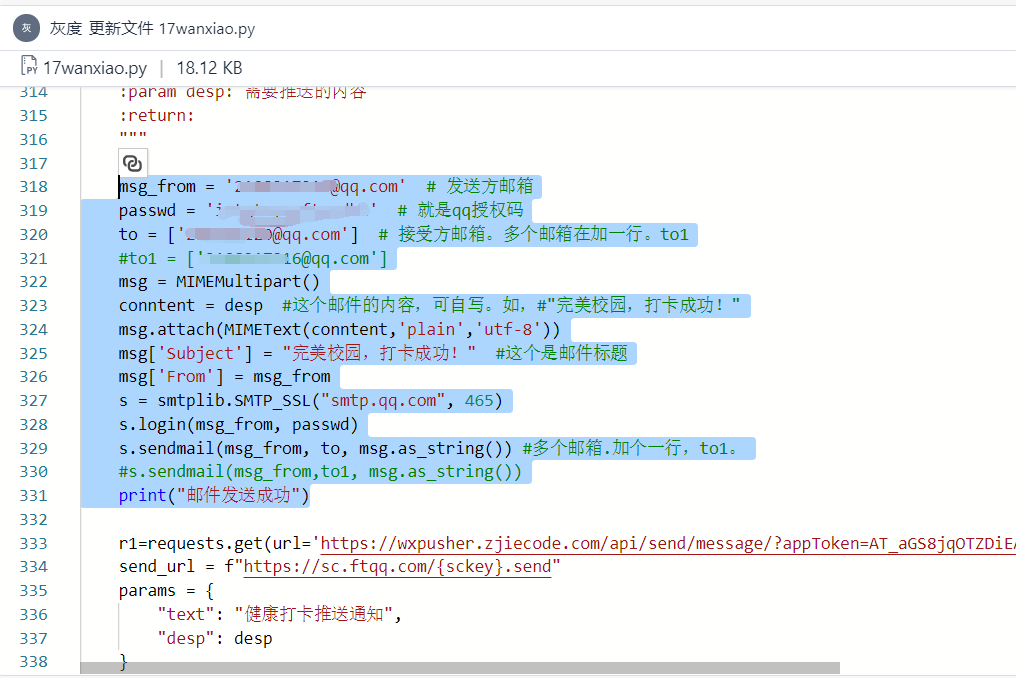 灰 灰度 更新文件 17wanxiao.py
PY 17wanxiao.py | 18.12 KB
314 :param desp: 需要推送的内容
315 :return:
316 """
317
318 msg_from = '@qq.com' # 发送方邮箱
319 passwd = '' # 就是qq授权码
320 to = ['@qq.com'] # 接受方邮箱。多个邮箱在加一行。to1
321 #to1 = ['16@qq.com']
322 msg = MIMEMultipart()
323 conntent = desp #这个邮件的内容，可自写。如，#"完美校园，打卡成功！"
324 msg.attach(MIMEText(conntent,'plain','utf-8'))
325 msg['Subject'] = "完美校园，打卡成功！" #这个是邮件标题
326 msg['From'] = msg_from
327 s = smtplib.SMTP_SSL("smtp.qq.com", 465)
328 s.login(msg_from, passwd)
329 s.sendmail(msg_from, to, msg.as_string()) #多个邮箱.加个一行，to1。
330 #s.sendmail(msg_from,to1, msg.as_string())
331 print("邮件发送成功")
332
333 r1=requests.get(url='https://wxpusher.zjiecode.com/api/send/message/?appToken=AT_aGS8jqOTZDiE
334 send_url = f"https://sc.ftqq.com/{sckey}.send"
335 params = {
336 "text": "健康打卡推送通知",
337 "desp": desp
338 }